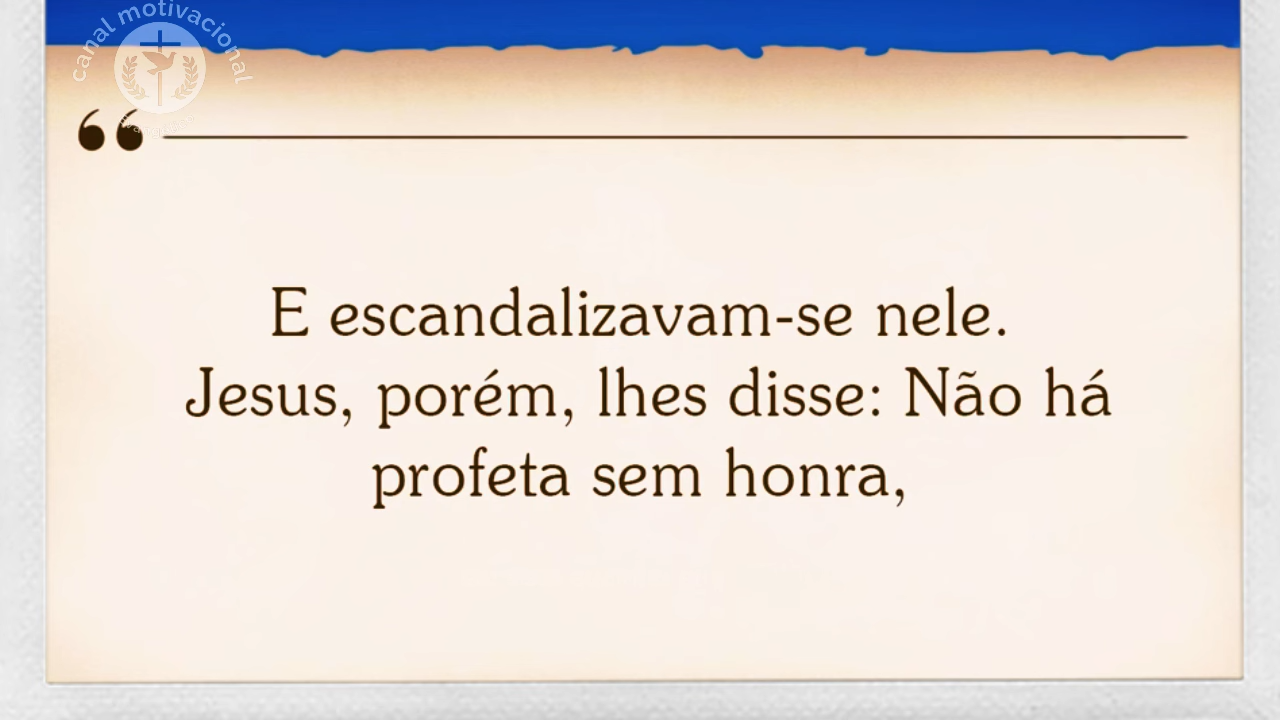 canal motivacional
E escandalizavam-se nele.
Jesus, porém, lhes disse: Não há
profeta sem honra,